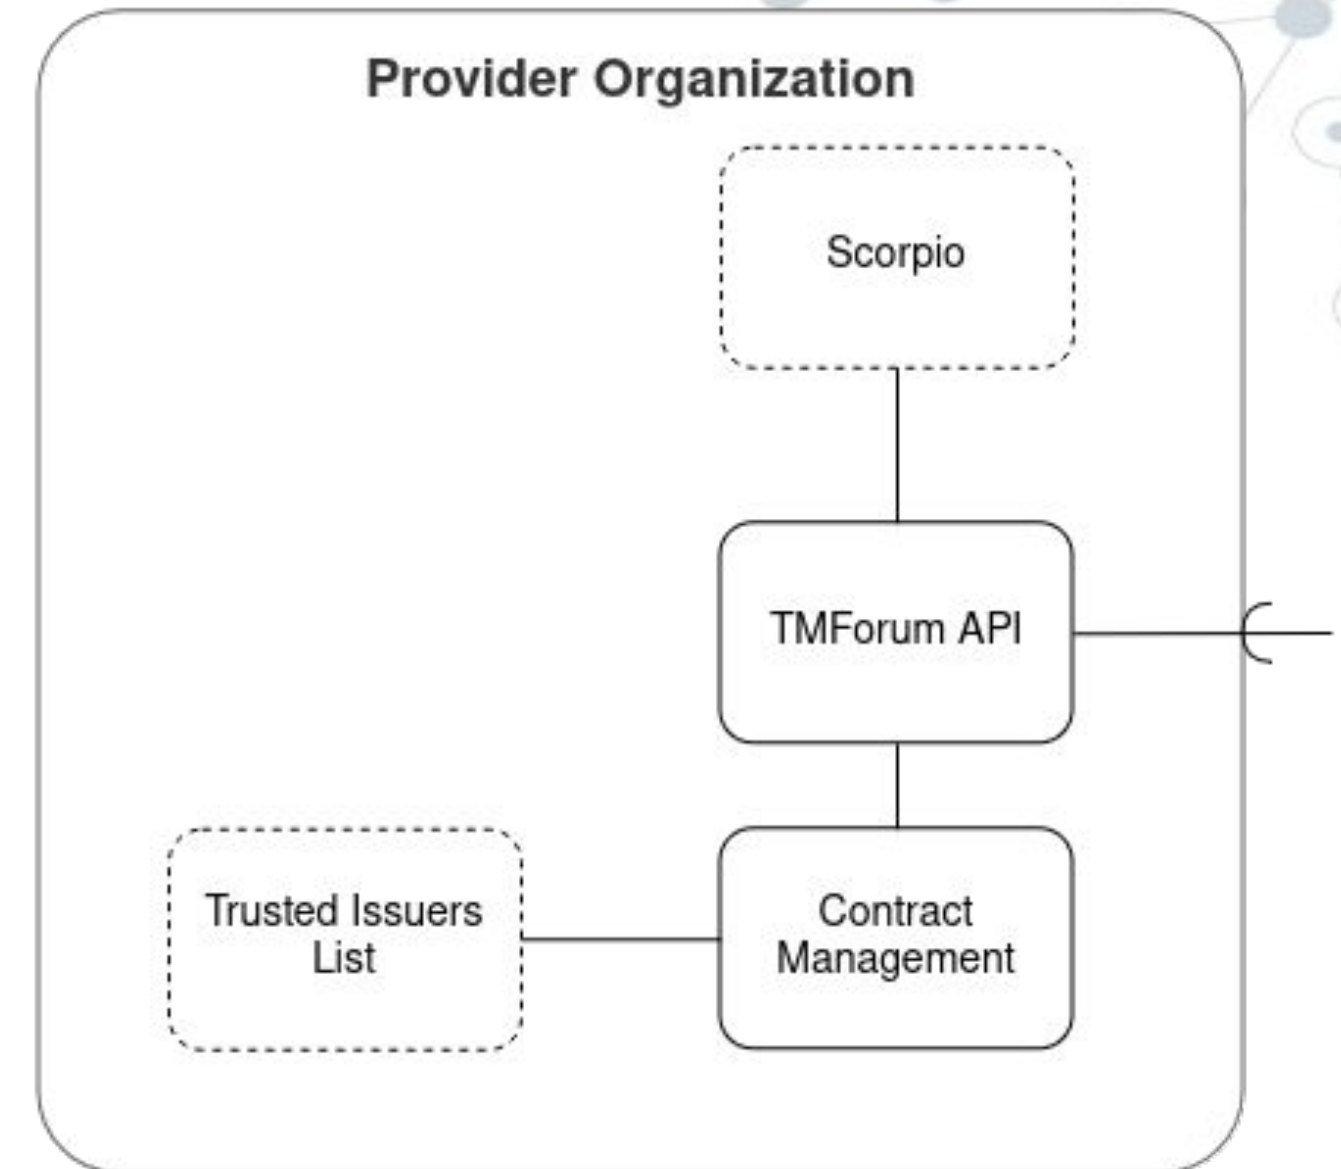 Provider Organization
Scorpio
TMForum API
Trusted Issuers
List
Contract
Management